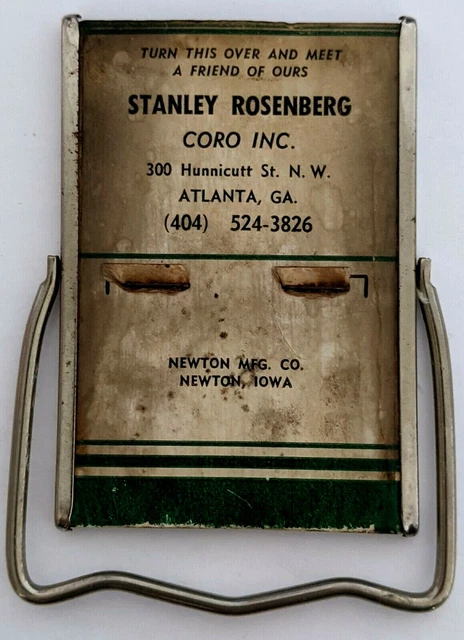 TURN THIS OVER AND MEET
A FRIEND OF OURS
STANLEY ROSENBERG
CORO INC.
300 Hunnicutt St. N. W.
ATLANTA, GA.
(404) 524-3826
NEWTON MFG. CO.
NEWTON, IOWA